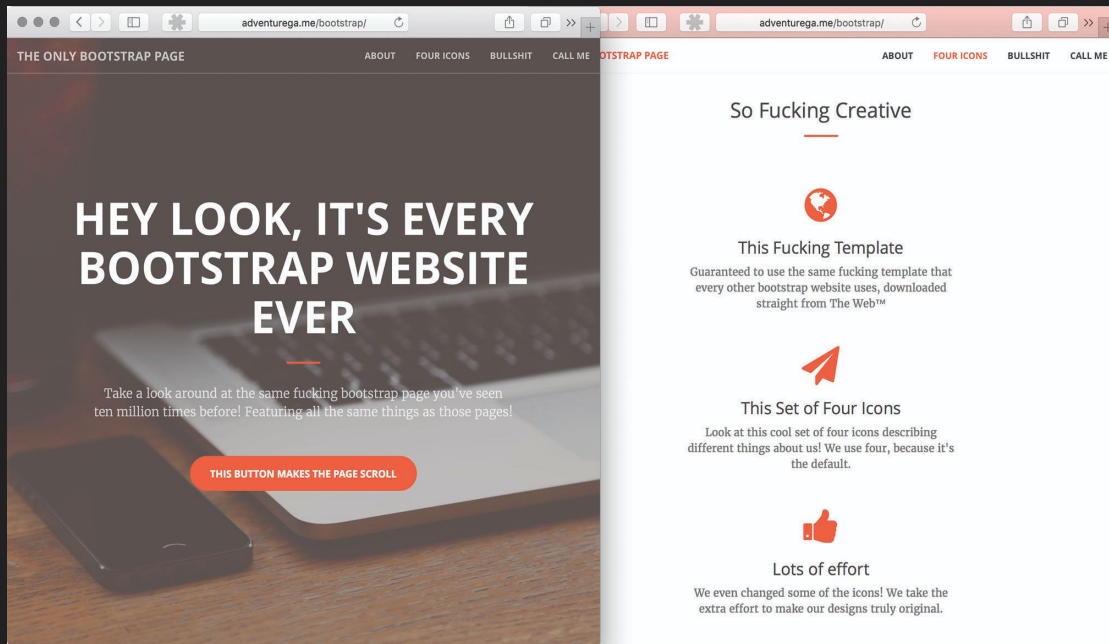 adventurega.me/bootstrap/
THE ONLY BOOTSTRAP PAGE
ABOUT
FOUR ICONS
BULLSHIT
CALL ME
HEY LOOK, IT'S EVERY
BOOTSTRAP WEBSITE
EVER
Take a look around at the same fucking bootstrap page you've seen
ten million times before! Featuring all the same things as those pages!
THIS BUTTON MAKES THE PAGE SCROLL
adventurega.me/bootstrap/
OTSTRAP PAGE
ABOUT
FOUR ICONS
BULLSHIT
CALL ME
So Fucking Creative
This Fucking Template
Guaranteed to use the same fucking template that
every other bootstrap website uses, downloaded
straight from The Web™
This Set of Four Icons
Look at this cool set of four icons describing
different things about us! We use four, because it's
the default.
Lots of effort
We even changed some of the icons! We take the
extra effort to make our designs truly original.